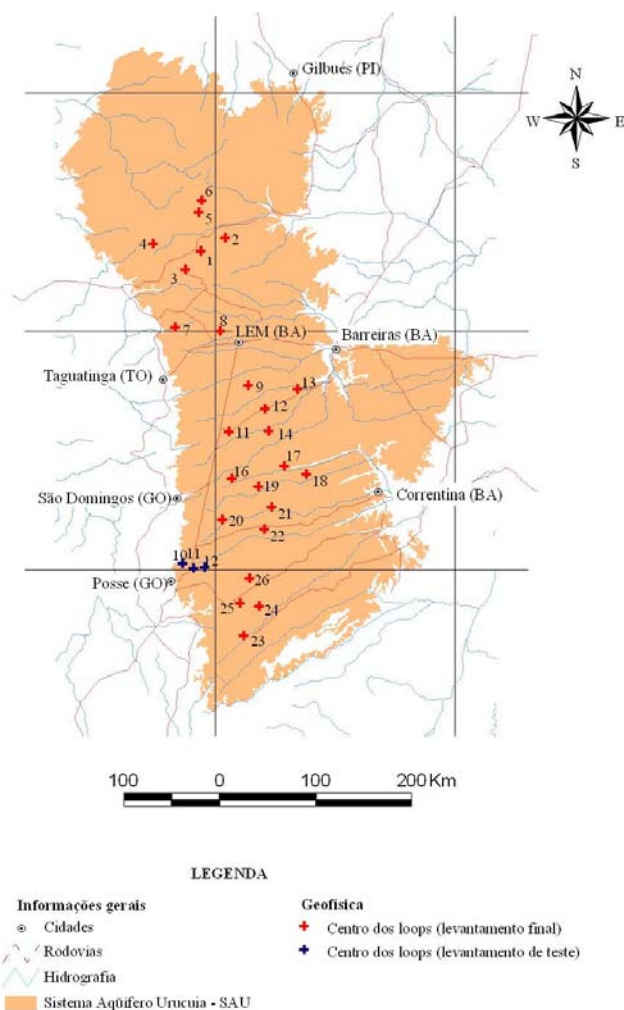 Gilbués (PI)
N
W E
S
6
5
2
4
1
3
7
8
LEM (BA)
Barreiras (BA)
Taguatinga (TO)
9
13
12
11
14
17
16
18
19
São Domingos (GO)
Correntina (BA)
21
20
22
10 11 12
Posse (GO)
26
25
24
23
100 0 100 200 Km
LEGENDA
Informações gerais
Cidades
Rodovias
Hidrografia
Sistema Aqüífero Urucuia - SAU
Geofísica
Centro dos loops (levantamento final)
Centro dos loops (levantamento de teste)